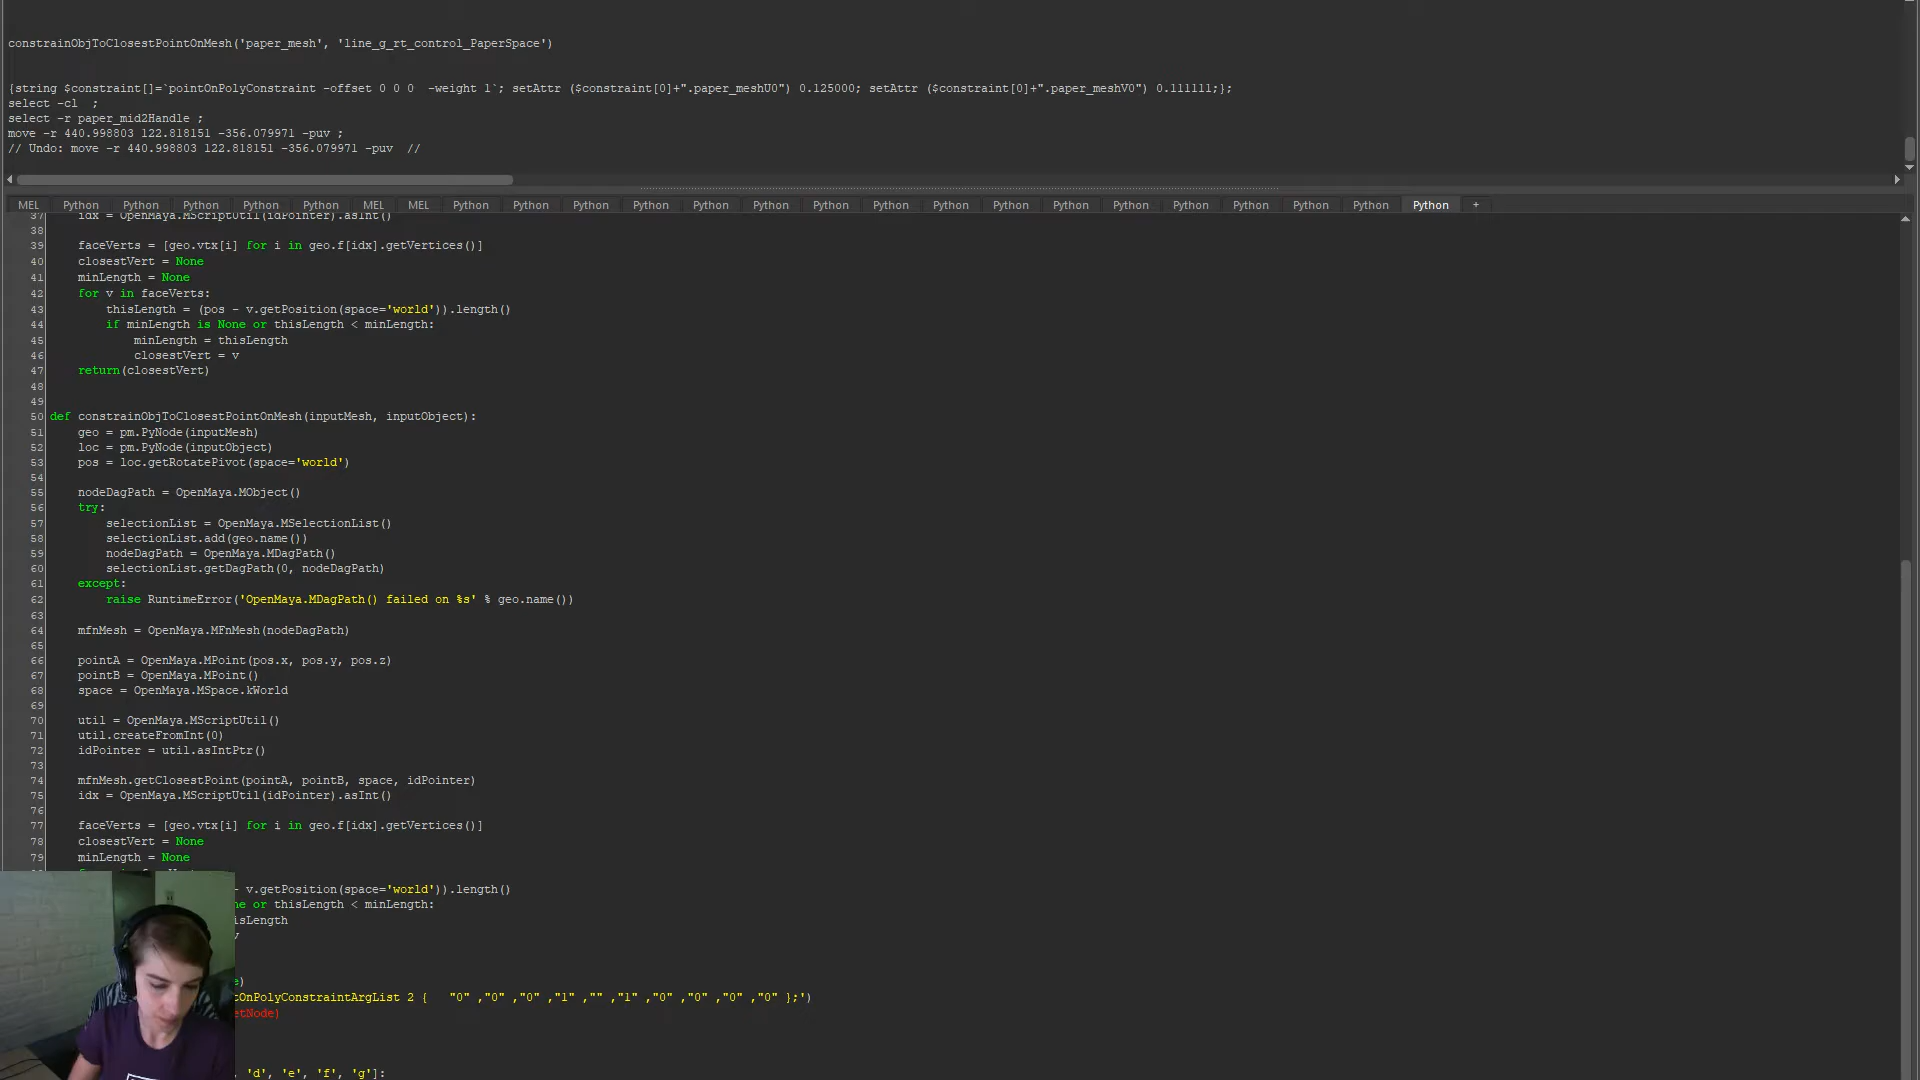 constrainObjToClosestPointOnMesh('paper_mesh', 'line_g_rt_control_PaperSpace')
{string $constraint[]=`pointOnPolyConstraint -offset 0 0 0  -weight 1`; setAttr ($constraint[0]+".paper_meshU0") 0.125000; setAttr ($constraint[0]+".paper_meshV0") 0.111111;};
select -cl  ;
select -r paper_mid2Handle ;
move -r 440.998803 122.818151 -356.079971 -puv ;
// Undo: move -r 440.998803 122.818151 -356.079971 -puv  //
MEL Python Python Python Python Python MEL MEL Python Python Python Python Python Python Python Python Python Python Python Python Python Python Python Python Python +
37 idx = OpenMaya.MScriptUtil(idPointer).asInt()
38
39 faceVerts = [geo.vtx[i] for i in geo.f[idx].getVertices()]
40 closestVert = None
41 minLength = None
42 for v in faceVerts:
43 thisLength = (pos - v.getPosition(space='world')).length()
44 if minLength is None or thisLength < minLength:
45 minLength = thisLength
46 closestVert = v
47 return(closestVert)
48
49
50 def constrainObjToClosestPointOnMesh(inputMesh, inputObject):
51 geo = pm.PyNode(inputMesh)
52 loc = pm.PyNode(inputObject)
53 pos = loc.getRotatePivot(space='world')
54
55 nodeDagPath = OpenMaya.MObject()
56 try:
57 selectionList = OpenMaya.MSelectionList()
58 selectionList.add(geo.name())
59 nodeDagPath = OpenMaya.MDagPath()
60 selectionList.getDagPath(0, nodeDagPath)
61 except:
62 raise RuntimeError('OpenMaya.MDagPath() failed on %s' % geo.name())
63
64 mfnMesh = OpenMaya.MFnMesh(nodeDagPath)
65
66 pointA = OpenMaya.MPoint(pos.x, pos.y, pos.z)
67 pointB = OpenMaya.MPoint()
68 space = OpenMaya.MSpace.kWorld
69
70 util = OpenMaya.MScriptUtil()
71 util.createFromInt(0)
72 idPointer = util.asIntPtr()
73
74 mfnMesh.getClosestPoint(pointA, pointB, space, idPointer)
75 idx = OpenMaya.MScriptUtil(idPointer).asInt()
76
77 faceVerts = [geo.vtx[i] for i in geo.f[idx].getVertices()]
78 closestVert = None
79 minLength = None
- v.getPosition(space='world')).length()
ne or thisLength < minLength:
isLength
v
e)
tOnPolyConstraintArgList 2 {   "0" ,"0" ,"0" ,"1" ,"" ,"1" ,"0" ,"0" ,"0" ,"0" };')
etNode)
, 'd', 'e', 'f', 'g']: